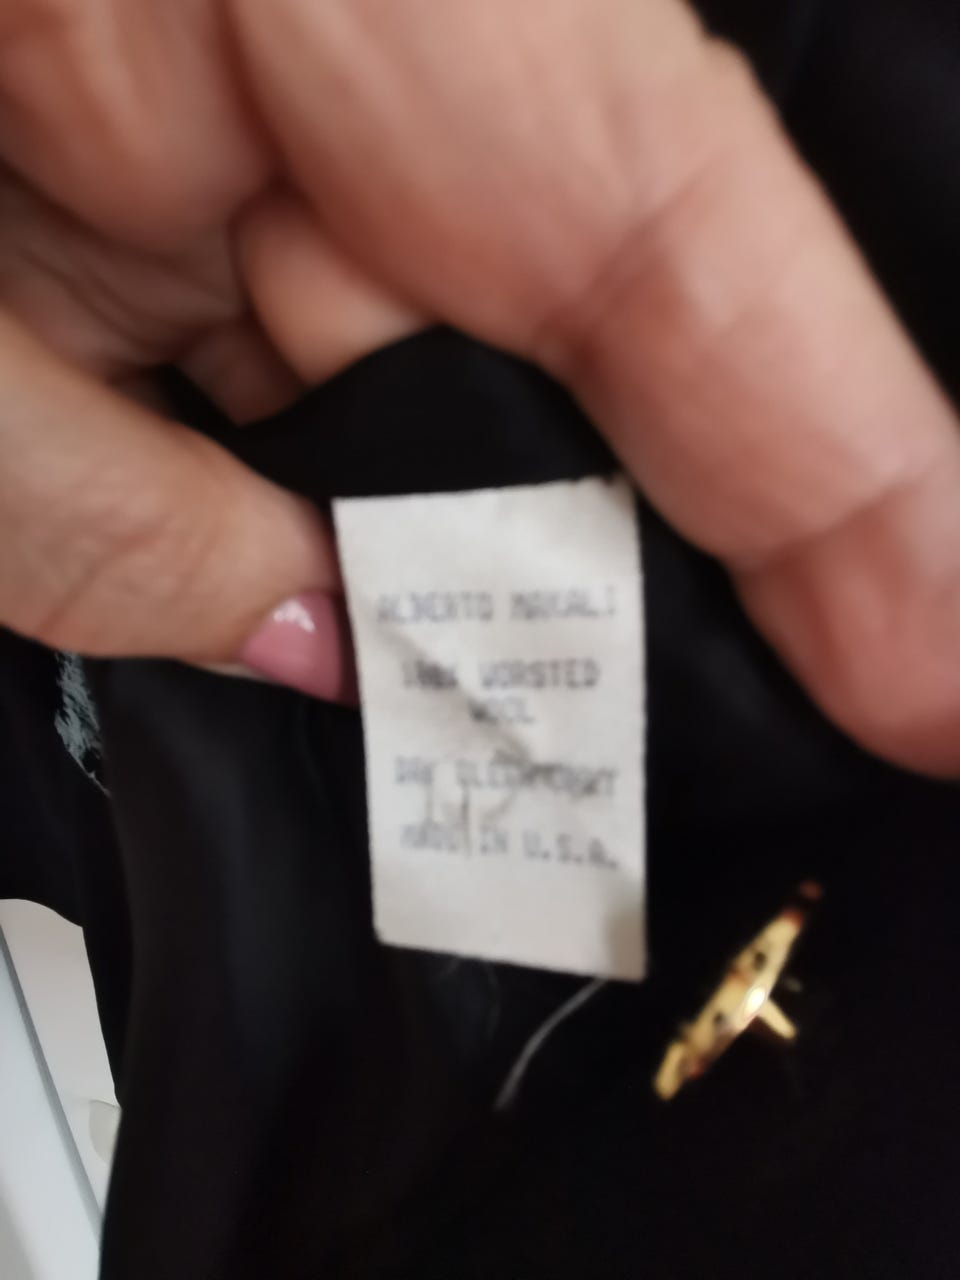 ALBERTO MAKALI
100% WORSTED
WOOL
DRY CLEAN ONLY
MADE IN U.S.A.